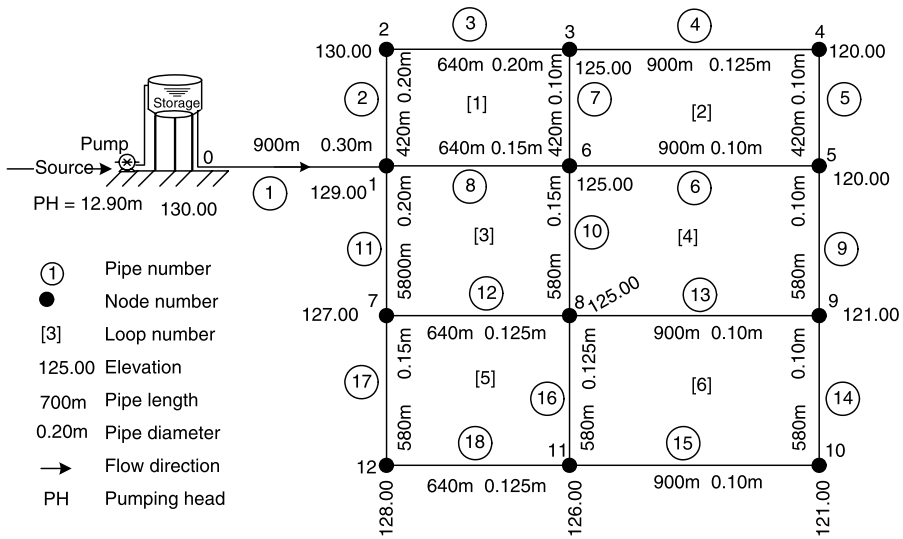 2 3 3 4 4
130.00 120.00
640m 0.20m 125.00 900m 0.125m
2 420m 0.20m [1] 420m 0.10m 7 [2] 420m 0.10m 5
Storage
Pump
Source 0 900m 0.30m 640m 0.15m 6 900m 0.10m 5
PH = 12.90m 130.00 1 129.00 1 8 125.00 6 120.00
11 5800m 0.20m [3] 580m 0.15m 10 [4] 580m 0.10m 9
1 Pipe number
Node number
[3] Loop number
125.00 Elevation
700m Pipe length
0.20m Pipe diameter
Flow direction
PH Pumping head
7 12 8 125.00 13 9
127.00 121.00
640m 0.125m 900m 0.10m
17 580m 0.15m [5] 16 580m 0.125m [6] 580m 0.10m 14
12 18 11 15 10
640m 0.125m 900m 0.10m
128.00 126.00 121.00